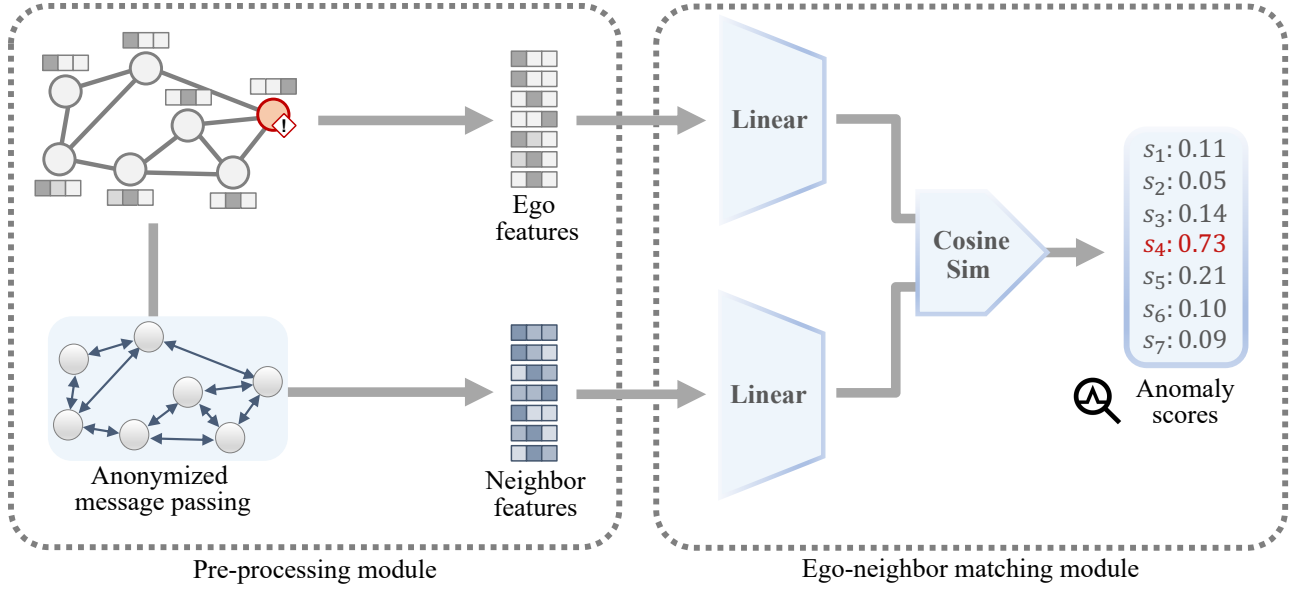 !
Ego
features
Anonymized
message passing
Neighbor
features
Pre-processing module
Linear
Linear
Cosine
Sim
s₁: 0.11
s₂: 0.05
s₃: 0.14
s₄: 0.73
s₅: 0.21
s₆: 0.10
s₇: 0.09
Anomaly
scores
Ego-neighbor matching module